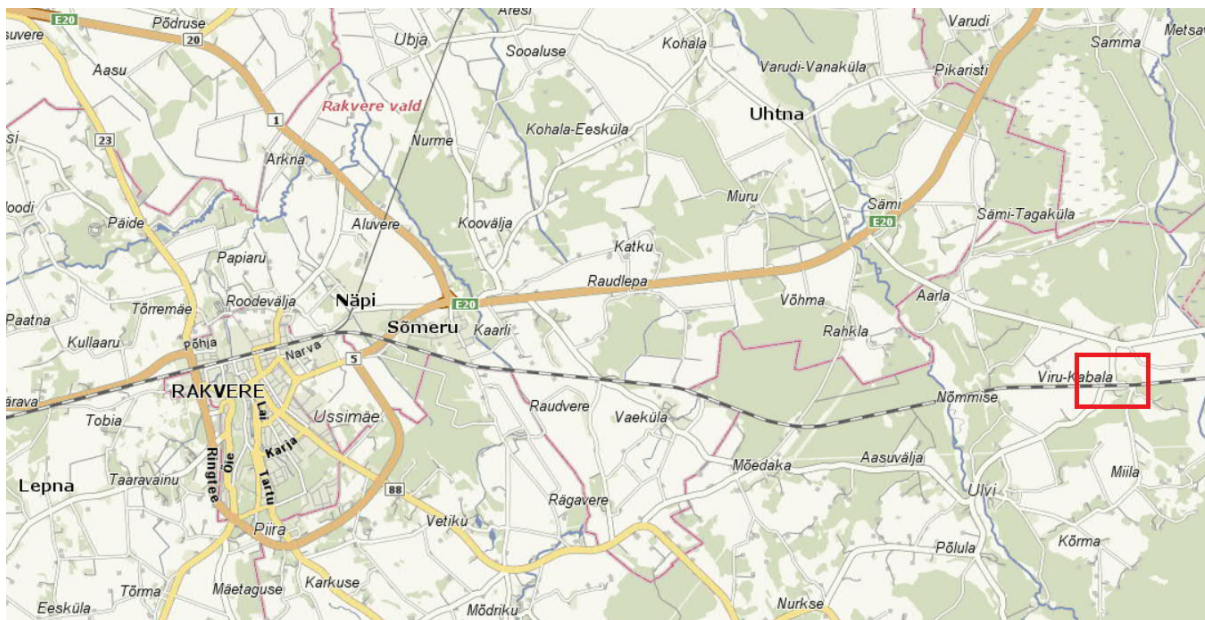 E20
Põdruse
20
suvere
Aasu
Ubja
Aresi
Sooaluse
Kohala
Varudi
Samma
Metsav
Varudi-Vanaküla
Pikaristi
Rakvere vald
1
23
Nurme
Kohala-Eesküla
Uhtna
Arkna
Päide
Aluvere
Koovälja
Muru
Sämi
E20
Sämi-Tagaküla
Katku
Papiaru
Raudlepa
Roodevälja
Näpi
E20
Võhma
Aarla
Tõrremäe
Paatna
Sõmeru
Kaarli
Rahkla
Kullaaru
Põhja
Narva
5
Viru-Kabala
RAKVERE
Nõmmise
Tobia
Lai
Ussimäe
Raudvere
Vaeküla
Karja
Õie
Ringtee
Tartu
Mõedaka
Aasuvälja
Miila
Lepna
Taaravainu
88
Rägavere
Ulvi
Piira
Vetiku
Kõrma
Põlula
Tõrma
Mäetaguse
Karkuse
Eesküla
Mõdriku
Nurkse